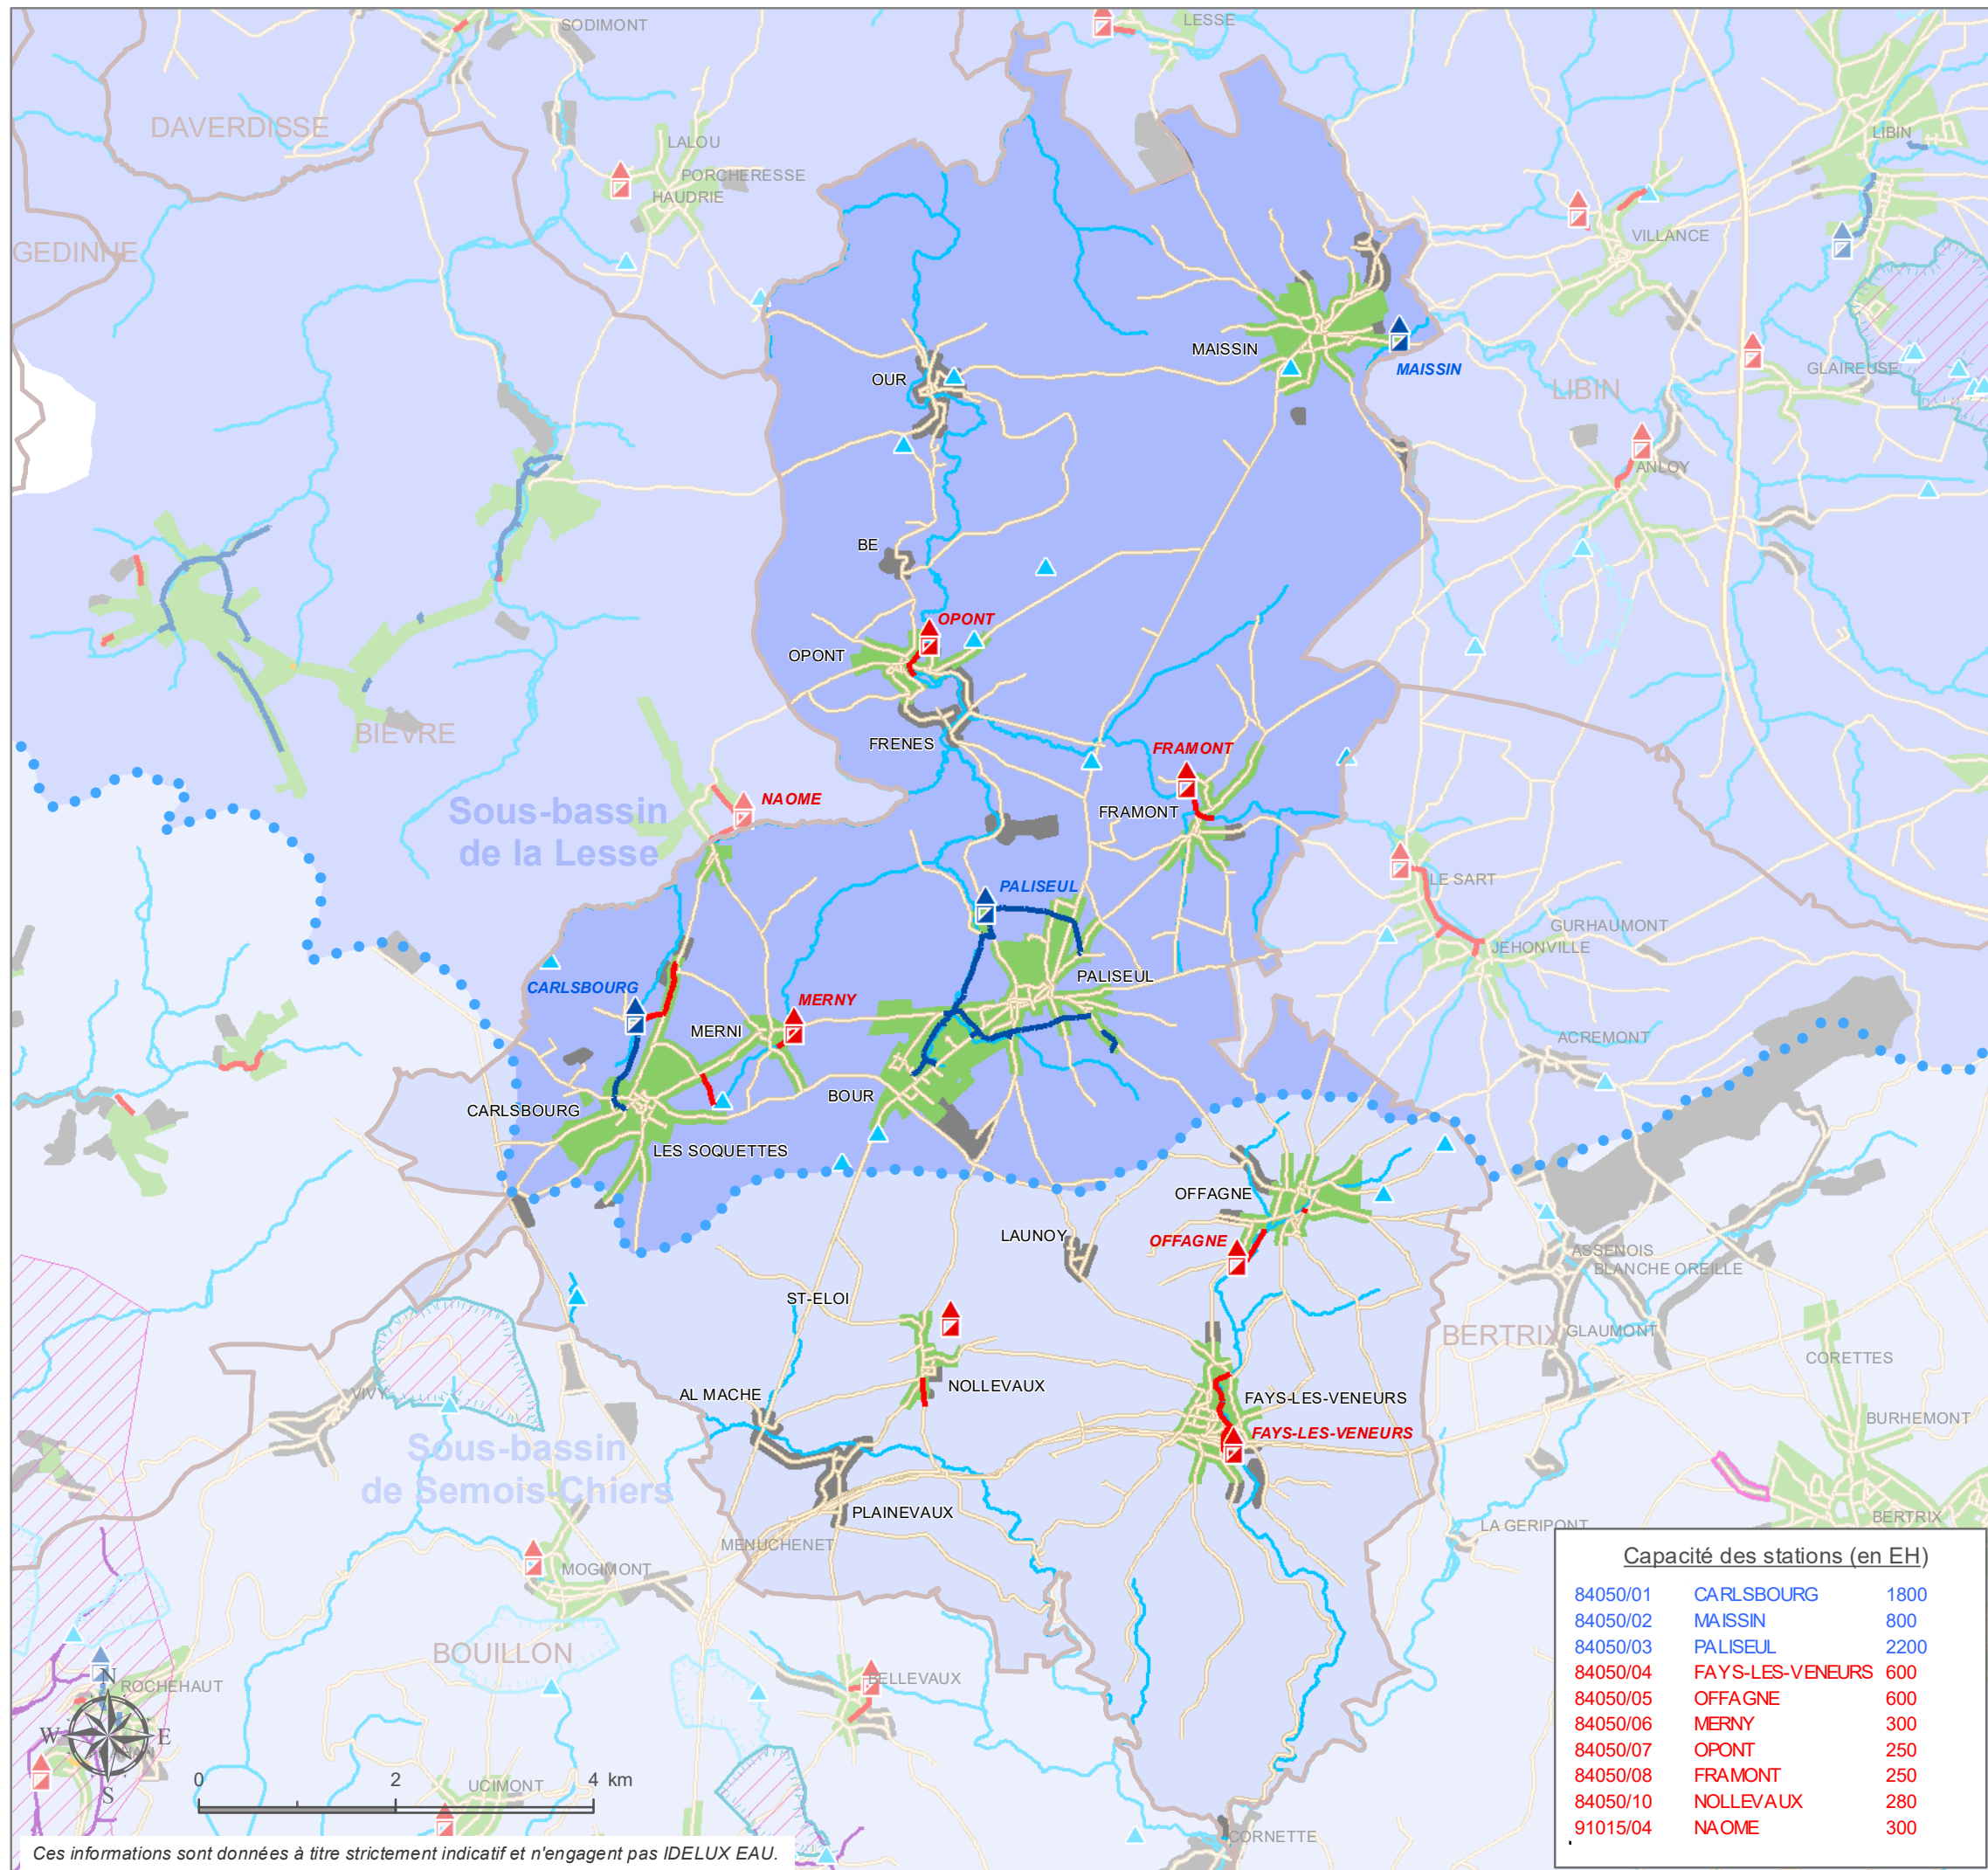 SODIMONT
LESSE
DAVERDISSE
LALOU
PORCHERESSE
HAUDRIE
LIBIN
GEDINNE
VILLANCE
MAISSIN
MAISSIN
OUR
GLAIREUSE
LIBIN
ANLOY
BE
OPONT
OPONT
BIEVRE
FRENES
FRAMONT
NAOME
FRAMONT
Sous-bassin
de la Lesse
PALISEUL
LE SART
GURHAUMONT
JEHONVILLE
PALISEUL
CARLSBOURG
MERNY
MERNI
ACREMONT
CARLSBOURG
BOUR
LES SOQUETTES
OFFAGNE
LAUNOY
OFFAGNE
ASSENOIS
BLANCHE OREILLE
ST-ELOI
BERTRIX
GLAUMONT
CORETTES
VIVY
AL MACHE
NOLLEVAUX
FAYS-LES-VENEURS
BURHEMONT
FAYS-LES-VENEURS
Sous-bassin
de Semois-Chiers
PLAINEVAUX
BERTRIX
MENUCHENET
LA GERIPONT
MOGIMONT
BOUILLON
BELLEVAUX
ROCHEHAUT
N
W E
S
UCIMONT
0 2 4 km
CORNETTE
Capacité des stations (en EH)
84050/01 CARLSBOURG 1800
84050/02 MAISSIN 800
84050/03 PALISEUL 2200
84050/04 FAYS-LES-VENEURS 600
84050/05 OFFAGNE 600
84050/06 MERNY 300
84050/07 OPONT 250
84050/08 FRAMONT 250
84050/10 NOLLEVAUX 280
91015/04 NAOME 300
Ces informations sont données à titre strictement indicatif et n'engagent pas IDELUX EAU.